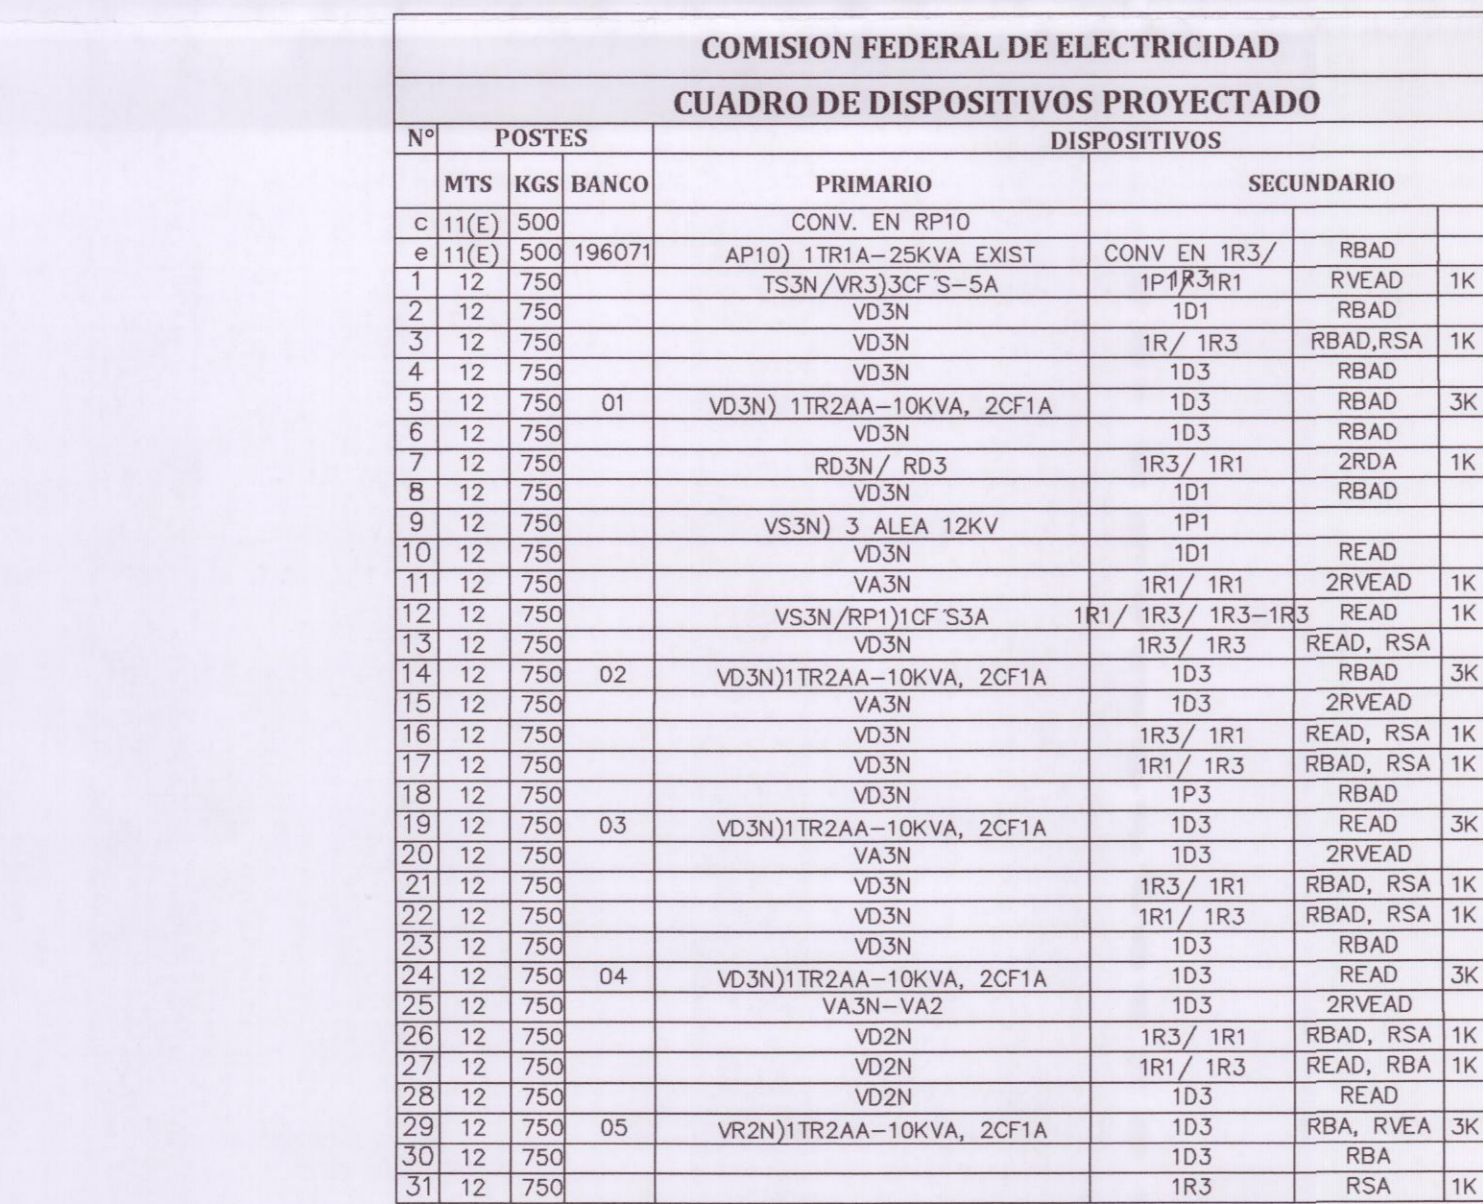 COMISION FEDERAL DE ELECTRICIDAD
CUADRO DE DISPOSITIVOS PROYECTADO
N° POSTES DISPOSITIVOS
MTS KGS BANCO PRIMARIO SECUNDARIO
c 11(E) 500 CONV. EN RP10
e 11(E) 500 196071 AP10) 1TR1A-25KVA EXIST CONV EN 1R3/ 1R3 RBAD
1 12 750 TS3N/VR3)3CF´S-5A 1P1/ 1R1 RVEAD 1K
2 12 750 VD3N 1D1 RBAD
3 12 750 VD3N 1R/ 1R3 RBAD,RSA 1K
4 12 750 VD3N 1D3 RBAD
5 12 750 01 VD3N) 1TR2AA-10KVA, 2CF1A 1D3 RBAD 3K
6 12 750 VD3N 1D3 RBAD
7 12 750 RD3N/ RD3 1R3/ 1R1 2RDA 1K
8 12 750 VD3N 1D1 RBAD
9 12 750 VS3N) 3 ALEA 12KV 1P1
10 12 750 VD3N 1D1 READ
11 12 750 VA3N 1R1/ 1R1 2RVEAD 1K
12 12 750 VS3N/RP1)1CF´S3A 1R1/ 1R3/ 1R3-1R3 READ 1K
13 12 750 VD3N 1R3/ 1R3 READ, RSA
14 12 750 02 VD3N)1TR2AA-10KVA, 2CF1A 1D3 RBAD 3K
15 12 750 VA3N 1D3 2RVEAD
16 12 750 VD3N 1R3/ 1R1 READ, RSA 1K
17 12 750 VD3N 1R1/ 1R3 RBAD, RSA 1K
18 12 750 VD3N 1P3 RBAD
19 12 750 03 VD3N)1TR2AA-10KVA, 2CF1A 1D3 READ 3K
20 12 750 VA3N 1D3 2RVEAD
21 12 750 VD3N 1R3/ 1R1 RBAD, RSA 1K
22 12 750 VD3N 1R1/ 1R3 RBAD, RSA 1K
23 12 750 VD3N 1D3 RBAD
24 12 750 04 VD3N)1TR2AA-10KVA, 2CF1A 1D3 READ 3K
25 12 750 VA3N-VA2 1D3 2RVEAD
26 12 750 VD2N 1R3/ 1R1 RBAD, RSA 1K
27 12 750 VD2N 1R1/ 1R3 READ, RBA 1K
28 12 750 VD2N 1D3 READ
29 12 750 05 VR2N)1TR2AA-10KVA, 2CF1A 1D3 RBA, RVEA 3K
30 12 750 1D3 RBA
31 12 750 1R3 RSA 1K